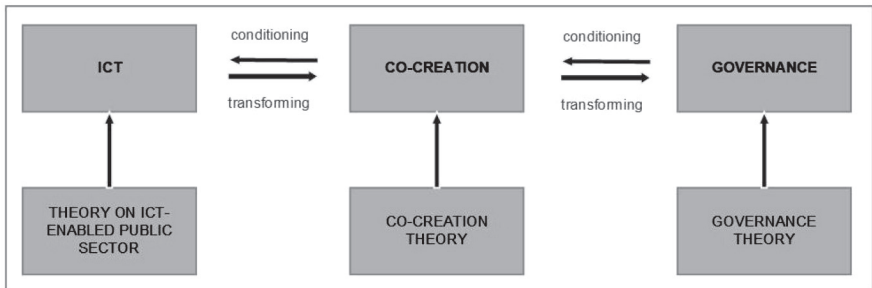 conditioning
conditioning
ICT
CO-CREATION
GOVERNANCE
transforming
transforming
THEORY ON ICT-
ENABLED PUBLIC
SECTOR
CO-CREATION
THEORY
GOVERNANCE
THEORY